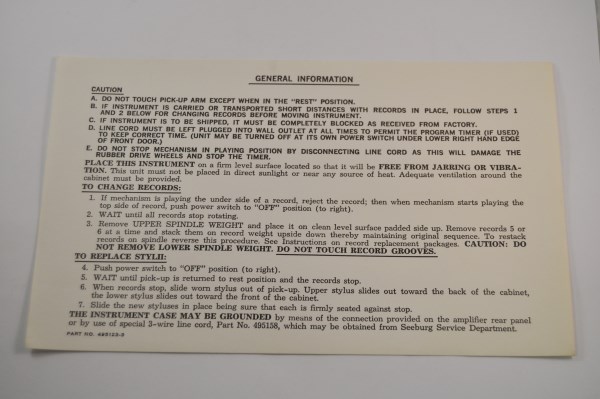 GENERAL INFORMATION
CAUTION
A. DO NOT TOUCH PICK-UP ARM EXCEPT WHEN IN THE "REST" POSITION.
B. IF INSTRUMENT IS CARRIED OR TRANSPORTED SHORT DISTANCES WITH RECORDS IN PLACE, FOLLOW STEPS 1
AND 2 BELOW FOR CHANGING RECORDS BEFORE MOVING INSTRUMENT.
C. IF INSTRUMENT IS TO BE SHIPPED, IT MUST BE COMPLETELY BLOCKED AS RECEIVED FROM FACTORY.
D. LINE CORD MUST BE LEFT PLUGGED INTO WALL OUTLET AT ALL TIMES TO PERMIT THE PROGRAM TIMER (IF USED)
TO KEEP CORRECT TIME. (UNIT MAY BE TURNED OFF AT ITS OWN POWER SWITCH UNDER LOWER RIGHT HAND EDGE
OF FRONT DOOR.)
E. DO NOT STOP MECHANISM IN PLAYING POSITION BY DISCONNECTING LINE CORD AS THIS WILL DAMAGE THE
RUBBER DRIVE WHEELS AND STOP THE TIMER.
PLACE THIS INSTRUMENT on a firm level surface located so that it will be FREE FROM JARRING OR VIBRA-
TION. This unit must not be placed in direct sunlight or near any source of heat. Adequate ventilation around the
cabinet must be provided.
TO CHANGE RECORDS:
1. If mechanism is playing the under side of a record, reject the record; then when mechanism starts playing the
top side of record, push power switch to "OFF" position (to right).
2. WAIT until all records stop rotating.
3. Remove UPPER SPINDLE WEIGHT and place it on clean level surface padded side up. Remove records 5 or
6 at a time and stack them on record weight upside down thereby maintaining original sequence. To restack
records on spindle reverse this procedure. See Instructions on record replacement packages. CAUTION: DO
NOT REMOVE LOWER SPINDLE WEIGHT. DO NOT TOUCH RECORD GROOVES.
TO REPLACE STYLII:
4. Push power switch to "OFF" position (to right).
5. WAIT until pick-up is returned to rest position and the records stop.
6. When records stop, slide worn stylus out of pick-up. Upper stylus slides out toward the back of the cabinet,
the lower stylus slides out toward the front of the cabinet.
7. Slide the new styluses in place being sure that each is firmly seated against stop.
THE INSTRUMENT CASE MAY BE GROUNDED by means of the connection provided on the amplifier rear panel
or by use of special 3-wire line cord, Part No. 495158, which may be obtained from Seeburg Service Department.
PART NO.